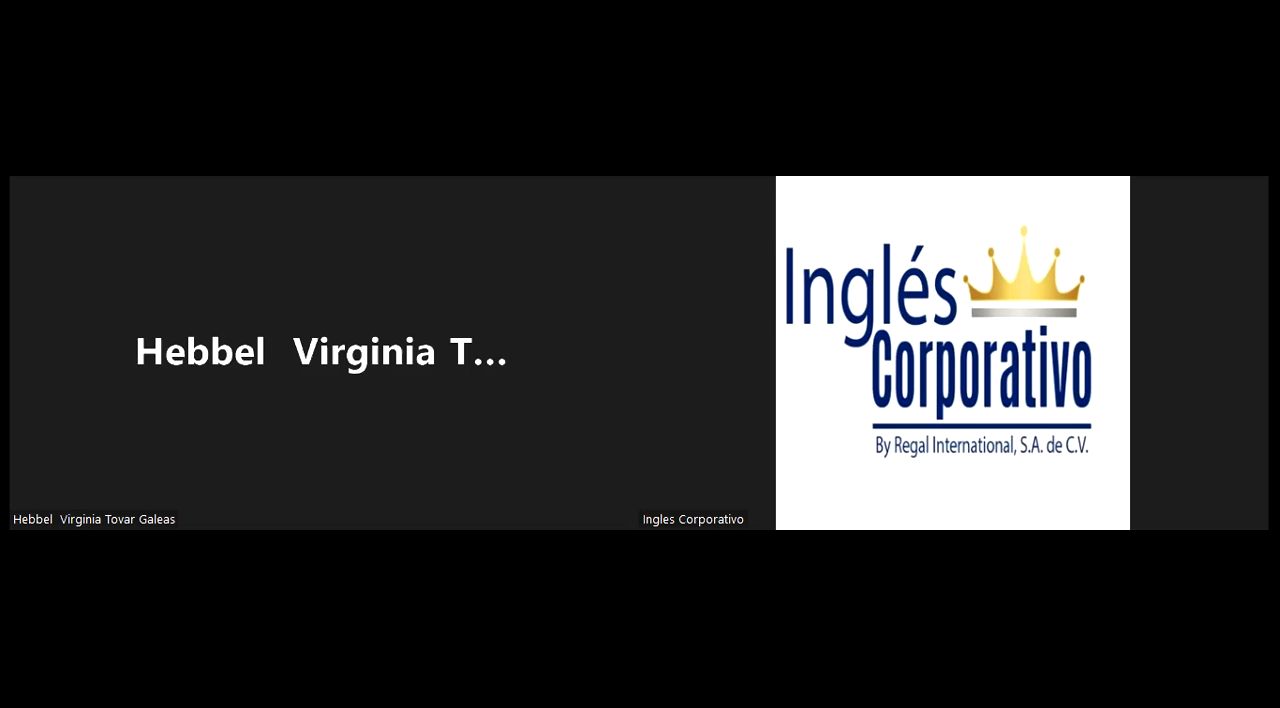 Hebbel  Virginia T...
Hebbel  Virginia Tovar Galeas
Ingles Corporativo
Inglés
Corporativo
By Regal International, S.A. de C.V.